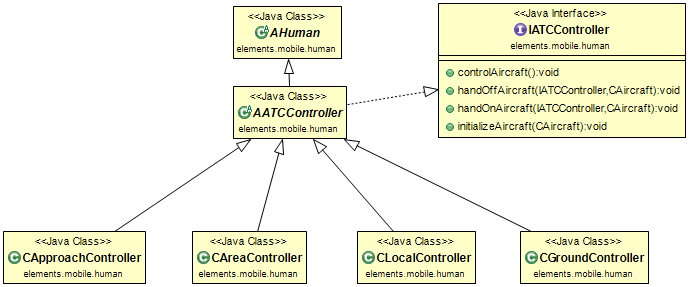 <<Java Class>>
AHuman
elements.mobile.human
<<Java Interface>>
IATCController
elements.mobile.human
controlAircraft():void
handOffAircraft(IATCController,CAircraft):void
handOnAircraft(IATCController,CAircraft):void
initializeAircraft(CAircraft):void
<<Java Class>>
AATCController
elements.mobile.human
<<Java Class>>
CApproachController
elements.mobile.human
<<Java Class>>
CAreaController
elements.mobile.human
<<Java Class>>
CLocalController
elements.mobile.human
<<Java Class>>
CGroundController
elements.mobile.human